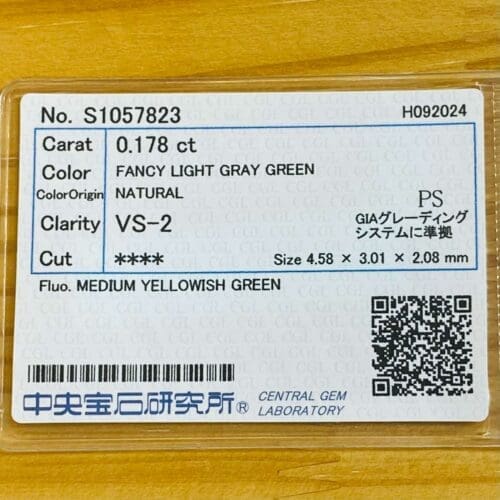 No. S1057823 H092024
Carat 0.178 ct
Color FANCY LIGHT GRAY GREEN
ColorOrigin NATURAL
Clarity VS-2 PS
GIAグレーディング
システムに準拠
Cut **** Size 4.58 × 3.01 × 2.08 mm
Fluo. MEDIUM YELLOWISH GREEN
中央宝石研究所® CENTRAL GEM
LABORATORY